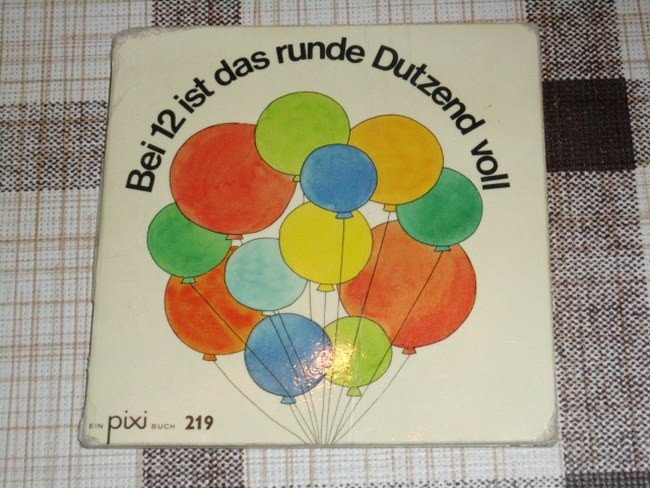 Bei 12 ist das runde Dutzend voll
EIN pixi BUCH 219